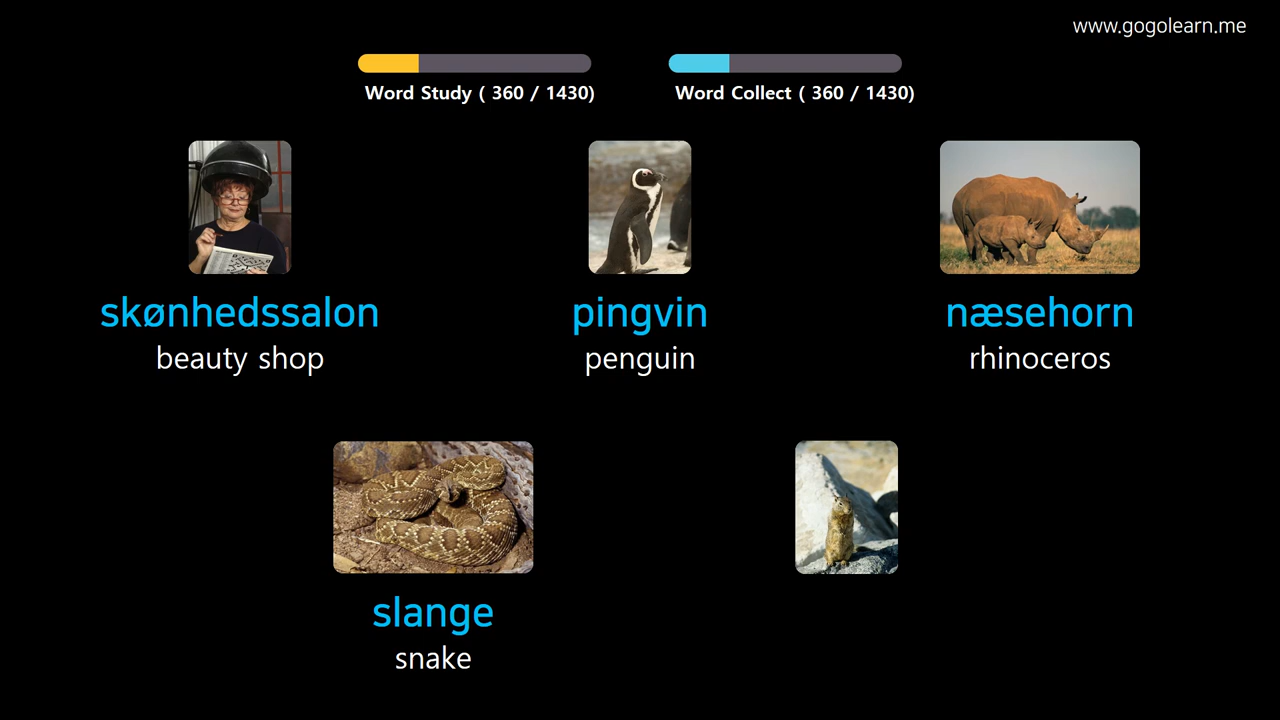 www.gogolearn.me
Word Study ( 360 / 1430)
Word Collect ( 360 / 1430)
skønhedssalon
beauty shop
pingvin
penguin
næsehorn
rhinoceros
slange
snake